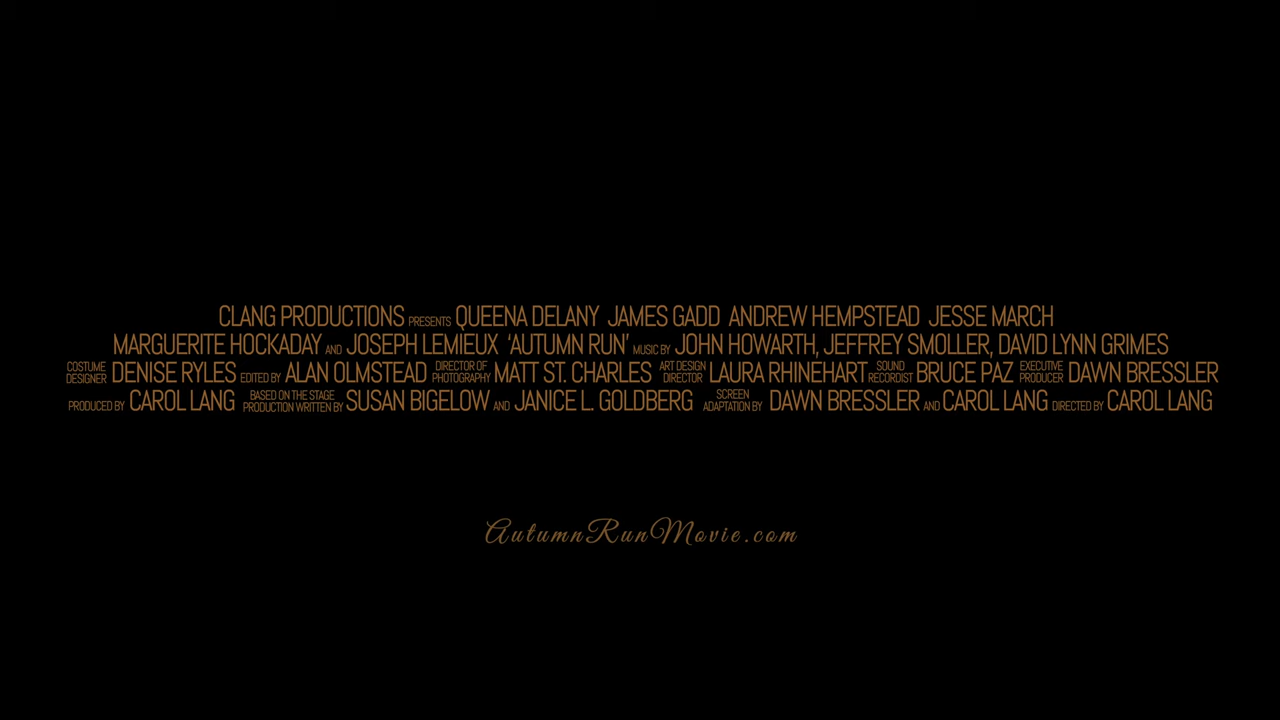 CLANG PRODUCTIONS PRESENTS QUEENA DELANY JAMES GADD ANDREW HEMPSTEAD JESSE MARCH
MARGUERITE HOCKADAY AND JOSEPH LEMIEUX ‘AUTUMN RUN’ MUSIC BY JOHN HOWARTH, JEFFREY SMOLLER, DAVID LYNN GRIMES
COSTUME DESIGNER DENISE RYLES EDITED BY ALAN OLMSTEAD DIRECTOR OF PHOTOGRAPHY MATT ST. CHARLES ART DESIGN DIRECTOR LAURA RHINEHART SOUND RECORDIST BRUCE PAZ EXECUTIVE PRODUCER DAWN BRESSLER
PRODUCED BY CAROL LANG BASED ON THE STAGE PRODUCTION WRITTEN BY SUSAN BIGELOW AND JANICE L. GOLDBERG SCREEN ADAPTATION BY DAWN BRESSLER AND CAROL LANG DIRECTED BY CAROL LANG
AutumnRunMovie.com